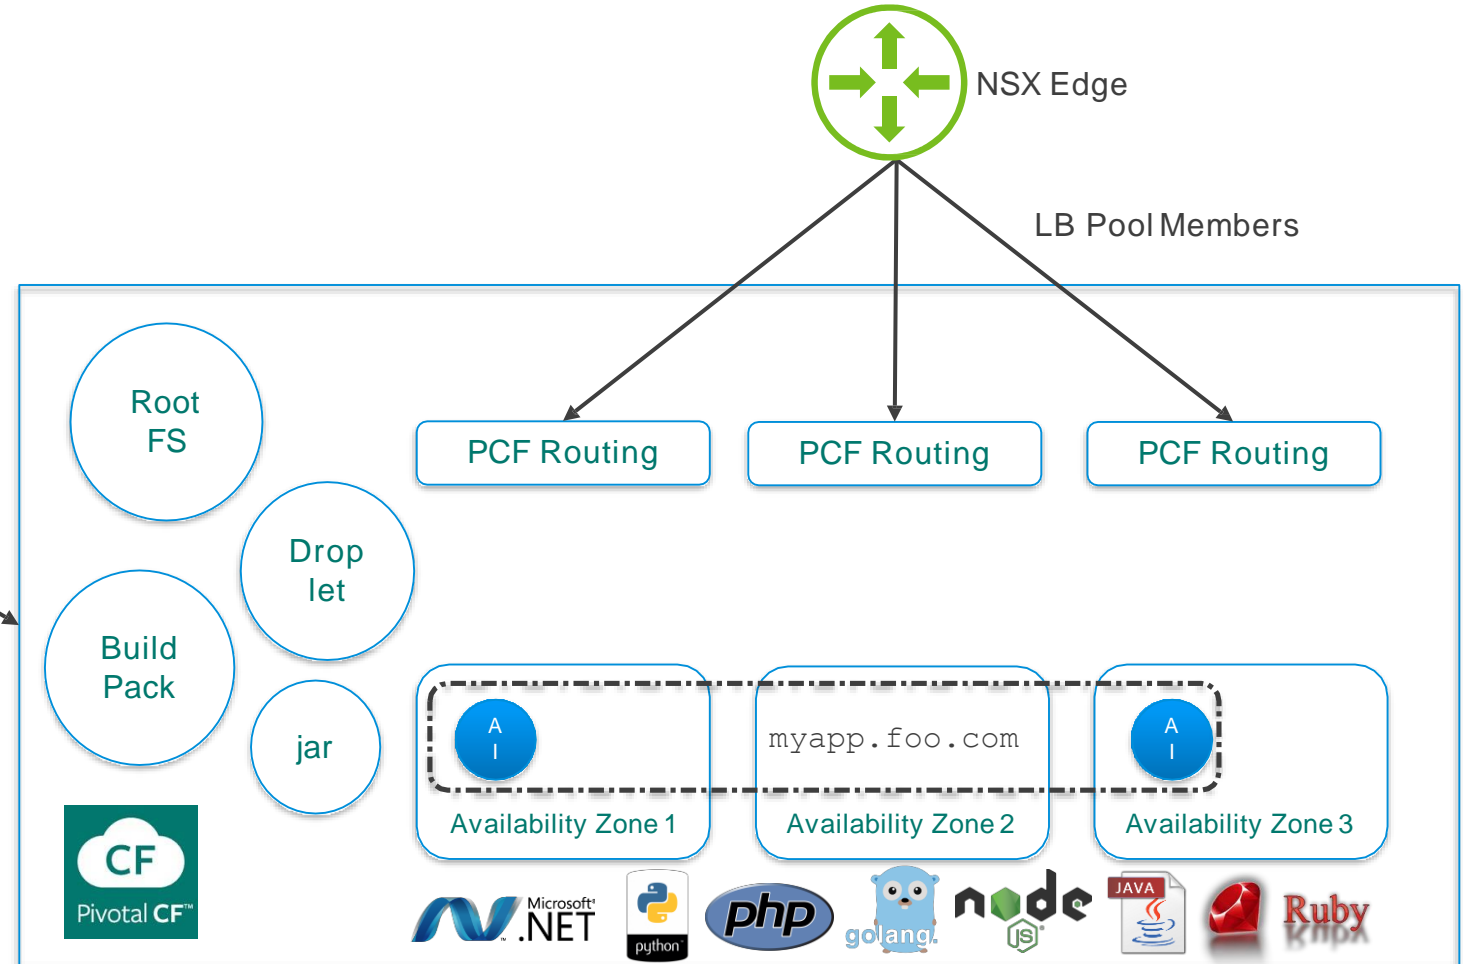 NSX Edge
LB Pool Members
Root
FS
PCF Routing
PCF Routing
PCF Routing
Drop
let
Build
Pack
jar
A
I
myapp.foo.com
A
I
Availability Zone 1
Availability Zone 2
Availability Zone 3
CF
Pivotal CF™
Microsoft®
.NET
python™
php
golang.
node
JS
JAVA
Ruby